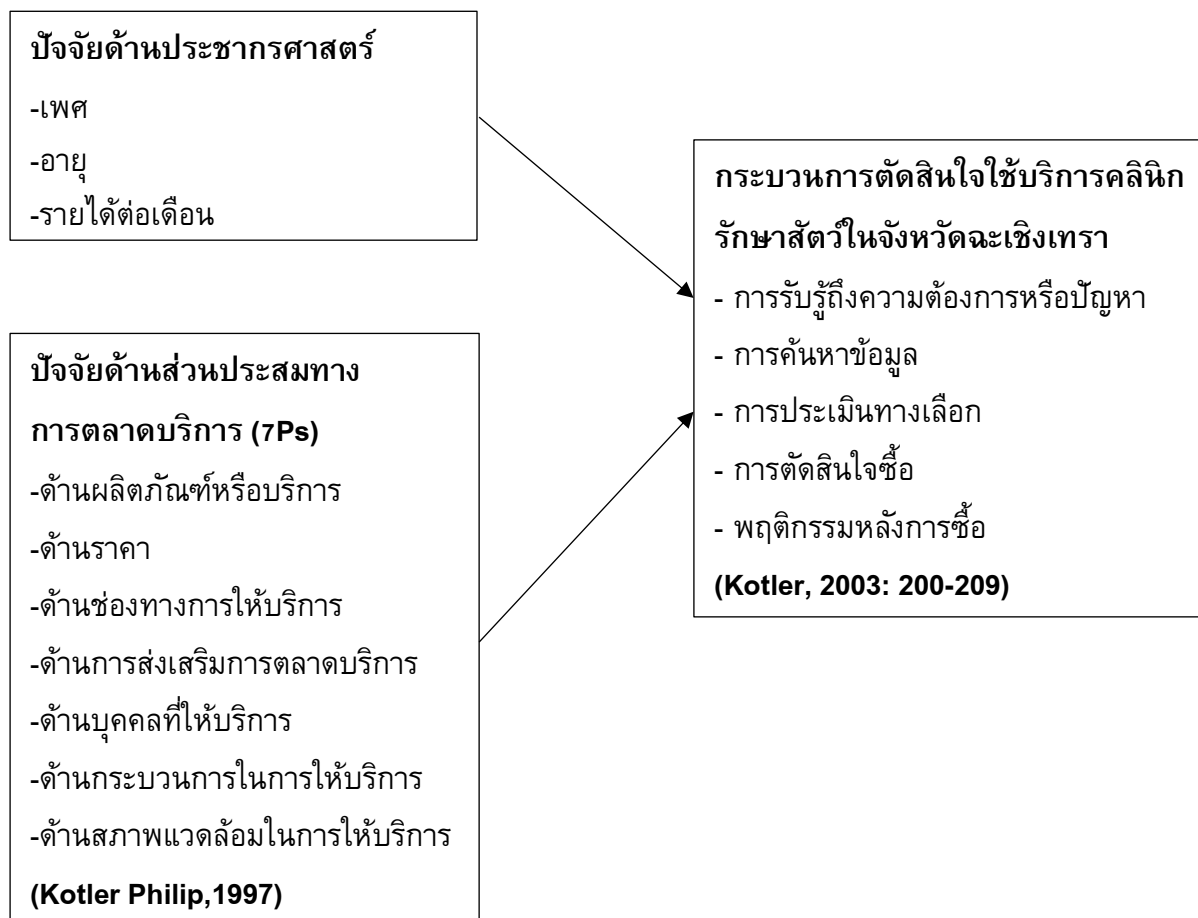 ปัจจัยด้านประชากรศาสตร์
-เพศ
-อายุ
-รายได้ต่อเดือน
ปัจจัยด้านส่วนประสมทาง
การตลาดบริการ (7Ps)
-ด้านผลิตภัณฑ์หรือบริการ
-ด้านราคา
-ด้านช่องทางการให้บริการ
-ด้านการส่งเสริมการตลาดบริการ
-ด้านบุคคลที่ให้บริการ
-ด้านกระบวนการในการให้บริการ
-ด้านสภาพแวดล้อมในการให้บริการ
(Kotler Philip,1997)
กระบวนการตัดสินใจใช้บริการคลินิก
รักษาสัตว์ในจังหวัดฉะเชิงเทรา
- การรับรู้ถึงความต้องการหรือปัญหา
- การค้นหาข้อมูล
- การประเมินทางเลือก
- การตัดสินใจซื้อ
- พฤติกรรมหลังการซื้อ
(Kotler, 2003: 200-209)